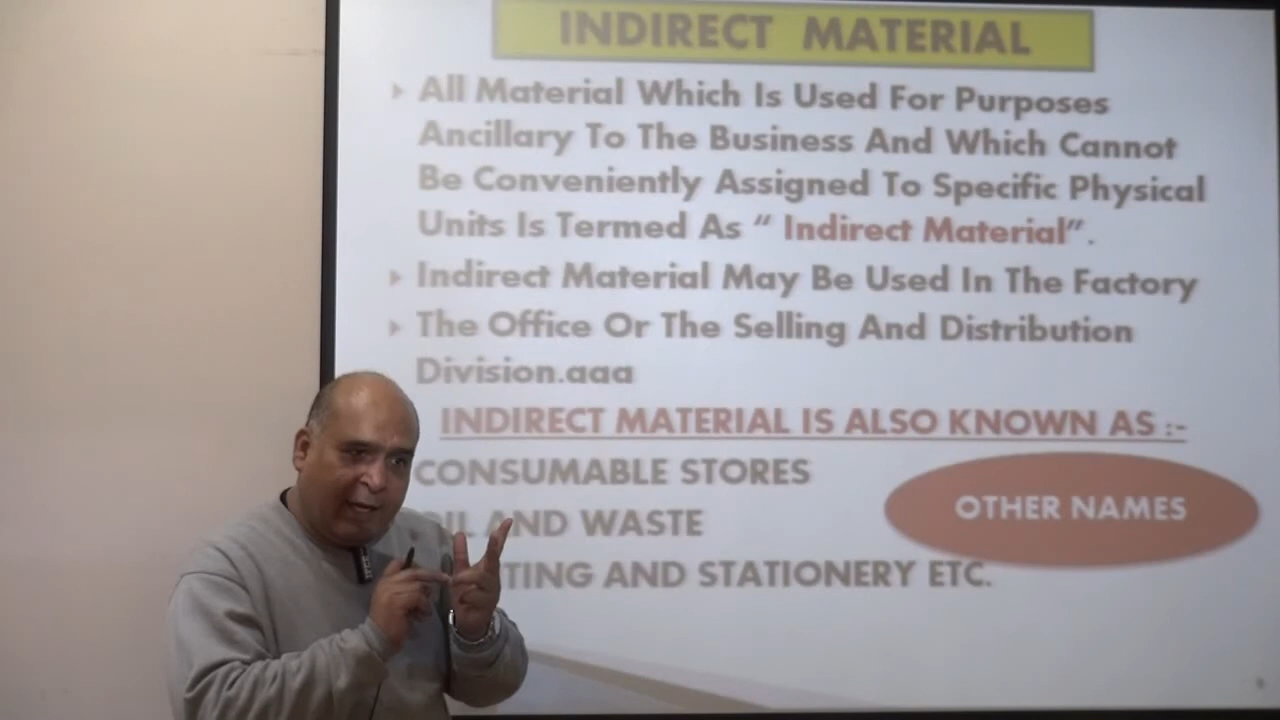 INDIRECT MATERIAL
All Material Which Is Used For Purposes
Ancillary To The Business And Which Cannot
Be Conveniently Assigned To Specific Physical
Units Is Termed As “ Indirect Material”.
Indirect Material May Be Used In The Factory
The Office Or The Selling And Distribution
Division.aaa
INDIRECT MATERIAL IS ALSO KNOWN AS :-
CONSUMABLE STORES
OIL AND WASTE
OTHER NAMES
TING AND STATIONERY ETC.